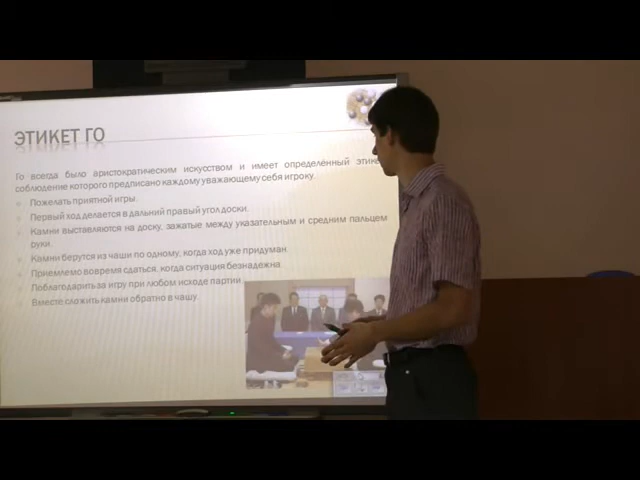 ЭТИКЕТ ГО
Го всегда было аристократическим искусством и имеет определённый
соблюдение которого предписано каждому уважающему себя игроку.
Пожелать приятной игры.
Первый ход делается в дальний правый угол доски.
Камни выставляются на доску, зажатые между указательным и средним пальцем
руки.
Камни берутся из чаши по одному, когда ход уже придуман.
Приемлемо вовремя сдаться, когда ситуация безнадежна
Поблагодарить за игру при любом исходе партии
Вместе сложить камни обратно в чашу.